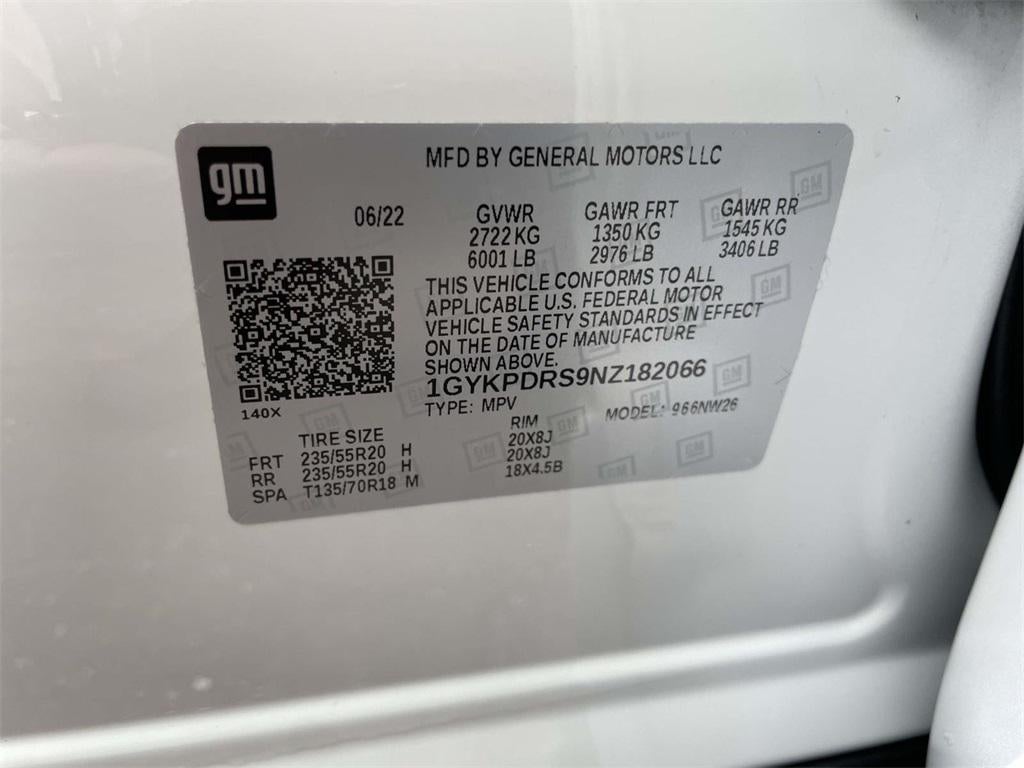 gm
MFD BY GENERAL MOTORS LLC
06/22 GVWR GAWR FRT GAWR RR
2722 KG 1350 KG 1545 KG
6001 LB 2976 LB 3406 LB
THIS VEHICLE CONFORMS TO ALL
APPLICABLE U.S. FEDERAL MOTOR
VEHICLE SAFETY STANDARDS IN EFFECT
ON THE DATE OF MANUFACTURE
SHOWN ABOVE.
1GYKPDRS9NZ182066
140X
TYPE: MPV MODEL: 966NW26
TIRE SIZE RIM
FRT 235/55R20 H 20X8J
RR 235/55R20 H 20X8J
SPA T135/70R18 M 18X4.5B